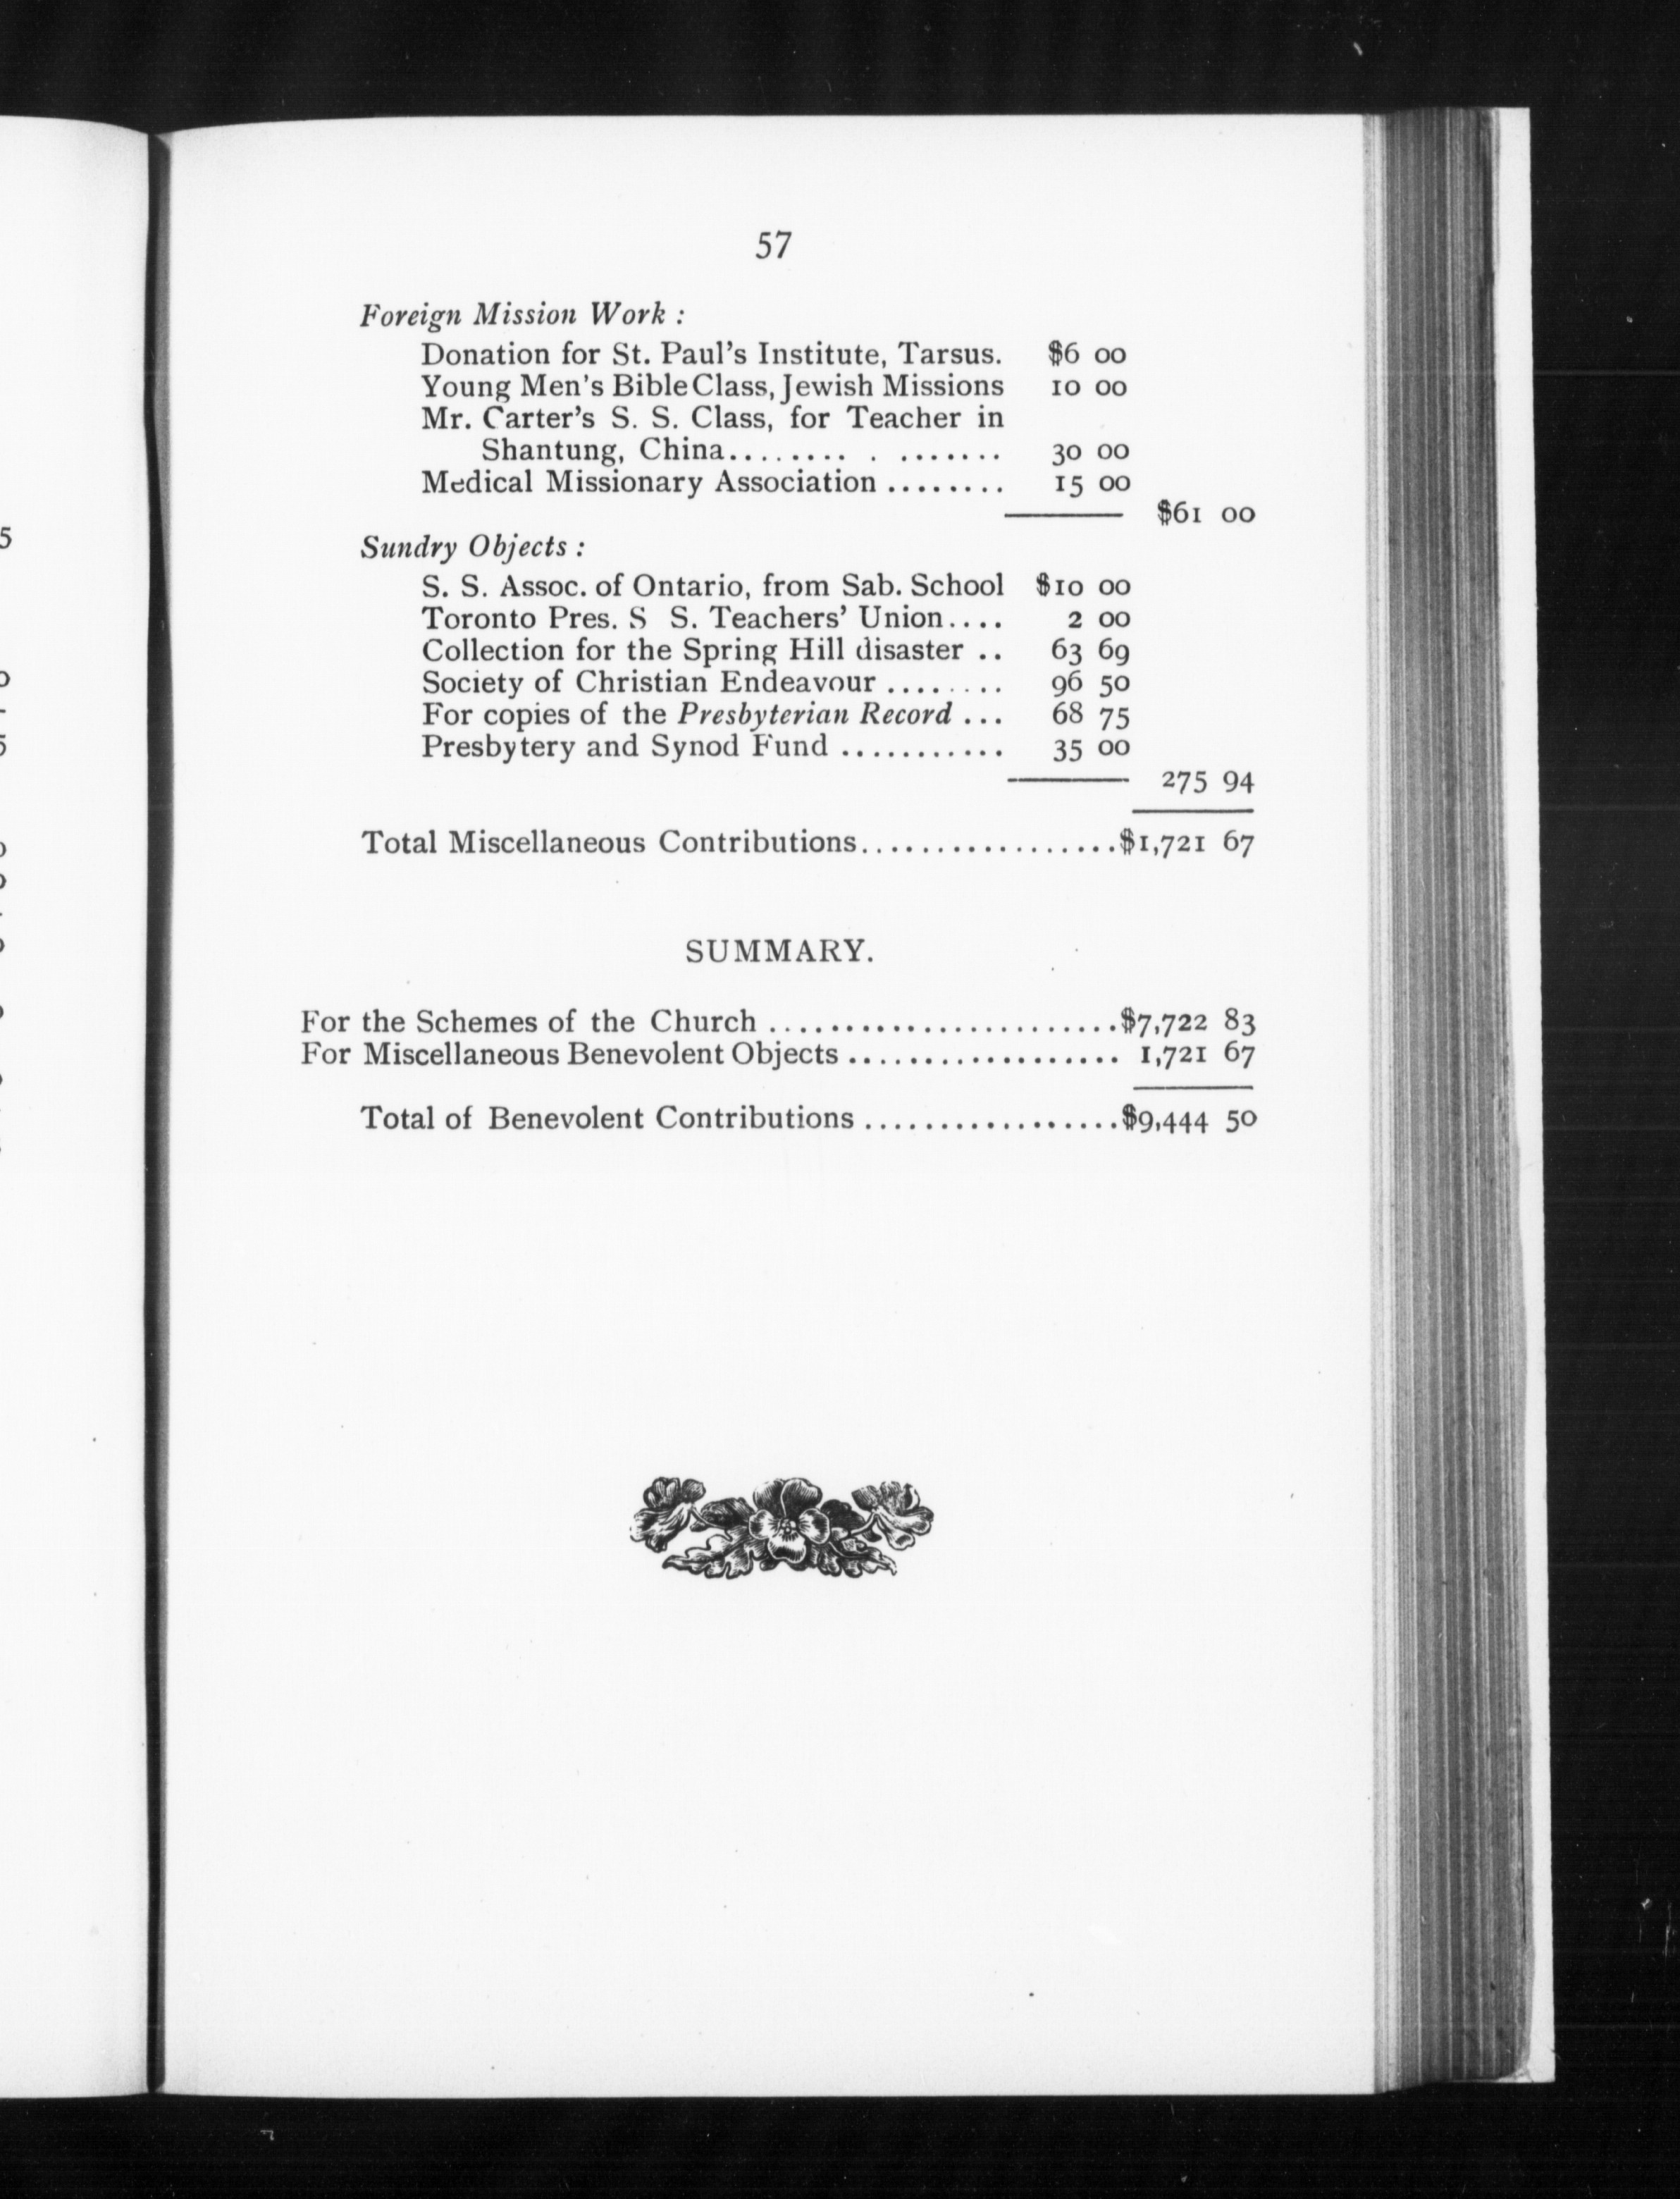 57
Foreign Mission Work :
Donation for St. Paul's Institute, Tarsus. $6 00
Young Men's Bible Class, Jewish Missions 10 00
Mr. Carter's S. S. Class, for Teacher in
Shantung, China........ . ....... 30 00
Medical Missionary Association ........ 15 00
$61 00
Sundry Objects :
S. S. Assoc. of Ontario, from Sab. School $10 00
Toronto Pres. S S. Teachers' Union.... 2 00
Collection for the Spring Hill disaster .. 63 69
Society of Christian Endeavour ........ 96 50
For copies of the Presbyterian Record ... 68 75
Presbytery and Synod Fund ........... 35 00
275 94
Total Miscellaneous Contributions.................$1,721 67
SUMMARY.
For the Schemes of the Church .......................$7,722 83
For Miscellaneous Benevolent Objects .................. 1,721 67
Total of Benevolent Contributions .................$9,444 50